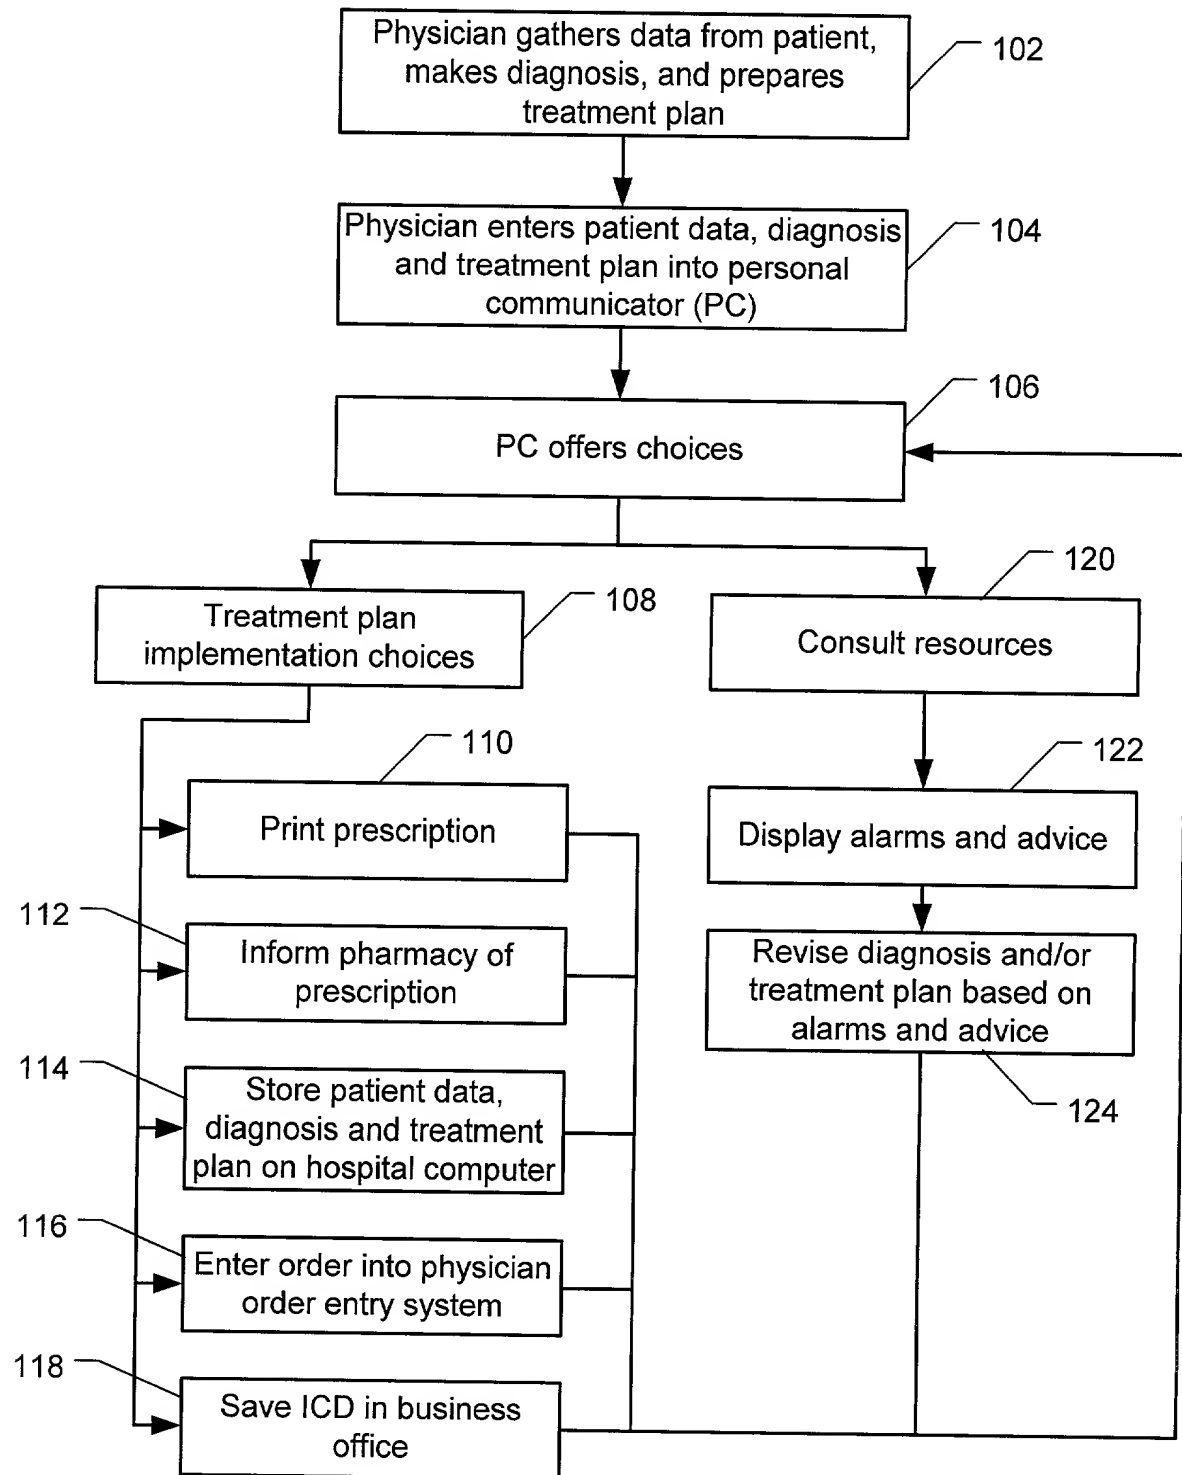 Physician gathers data from patient,
makes diagnosis, and prepares
treatment plan
102
Physician enters patient data, diagnosis
and treatment plan into personal
communicator (PC)
104
PC offers choices
106
Treatment plan
implementation choices
108
Print prescription
110
Inform pharmacy of
prescription
112
Store patient data,
diagnosis and treatment
plan on hospital computer
114
Enter order into physician
order entry system
116
Save ICD in business
office
118
Consult resources
120
Display alarms and advice
122
Revise diagnosis and/or
treatment plan based on
alarms and advice
124